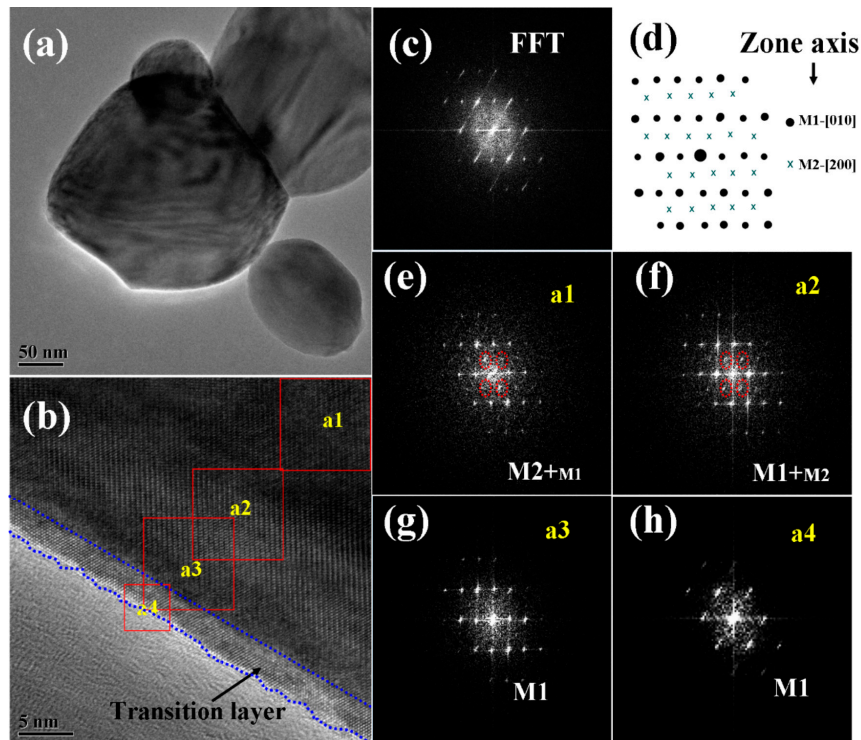 (a)
50 nm
(b)
a1
a2
a3
a4
Transition layer
5 nm
(c)
FFT
(d)
Zone axis
M1-[010]
M2-[200]
(e)
a1
M2+M1
(f)
a2
M1+M2
(g)
a3
M1
(h)
a4
M1